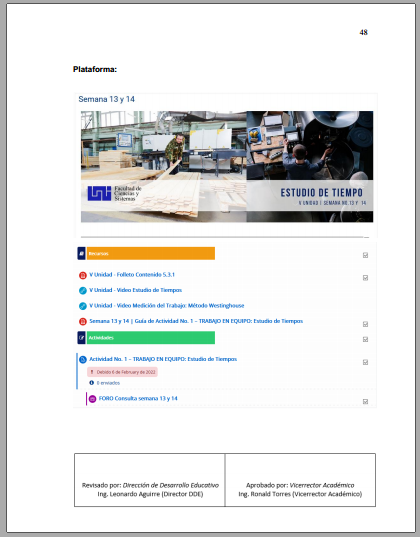 48
Plataforma:
Semana 13 y 14
uni
Facultad de
Ciencias y
Sistemas
ESTUDIO DE TIEMPO
V UNIDAD | SEMANA NO.13 Y 14
Recursos
V Unidad - Folleto Contenido 5.3.1
V Unidad - Video Estudio de Tiempos
V Unidad - Video Medición del Trabajo: Método Westinghouse
Semana 13 y 14 | Guía de Actividad No. 1 - TRABAJO EN EQUIPO: Estudio de Tiempos
Actividades
Actividad No. 1 - TRABAJO EN EQUIPO: Estudio de Tiempos
Debido 6 de February de 2022
0 enviados
FORO Consulta semana 13 y 14
Revisado por: Dirección de Desarrollo Educativo
Ing. Leonardo Aguirre (Director DDE)
Aprobado por: Vicerrector Académico
Ing. Ronald Torres (Vicerrector Académico)